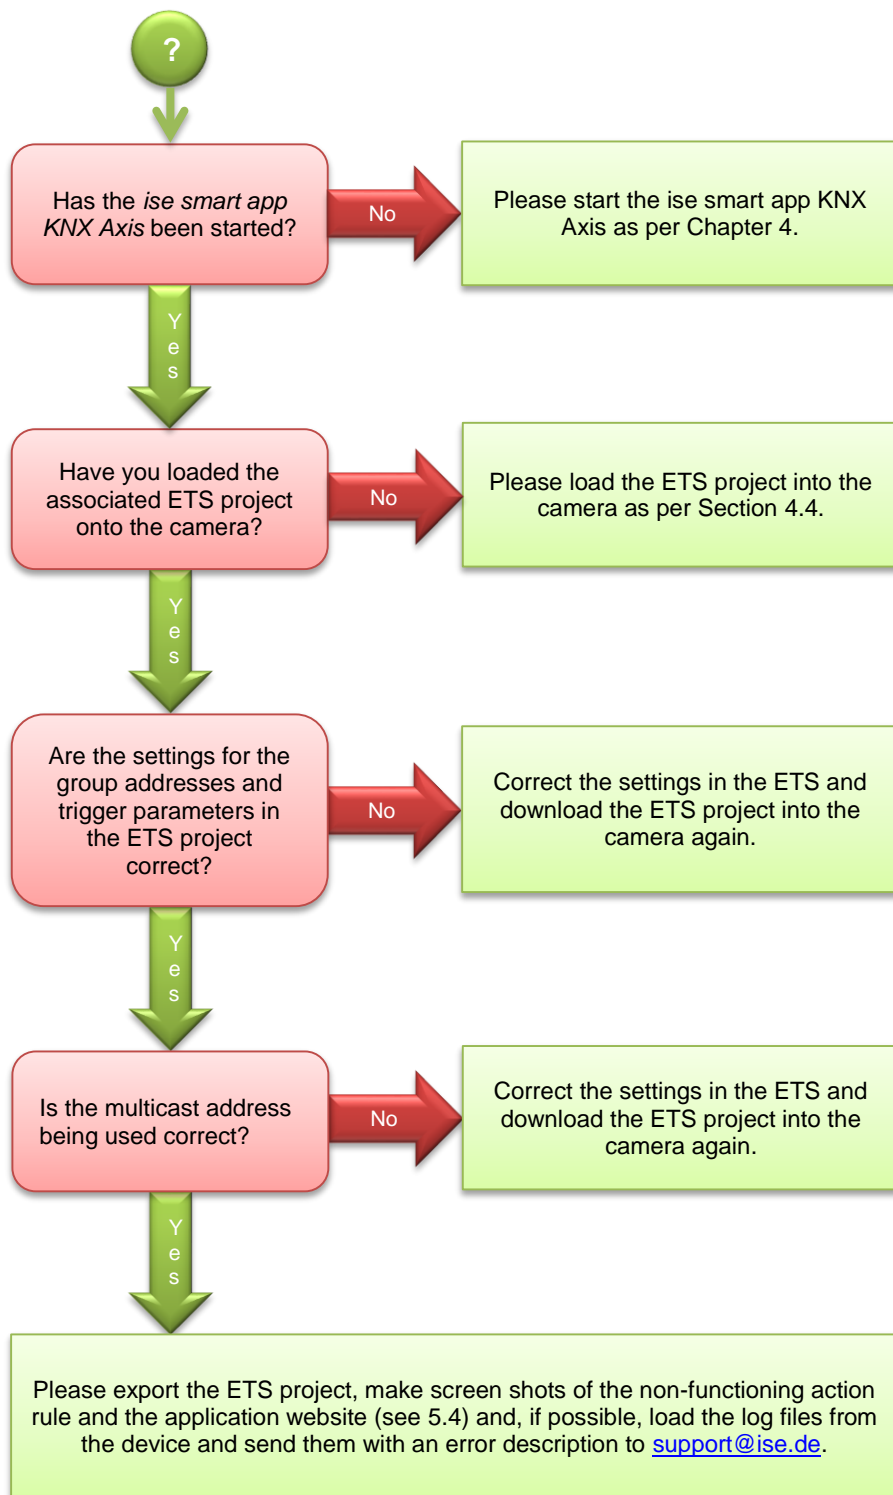 ?
Has the ise smart app
KNX Axis been started?
No
Please start the ise smart app KNX
Axis as per Chapter 4.
Yes
Have you loaded the
associated ETS project
onto the camera?
No
Please load the ETS project into the
camera as per Section 4.4.
Yes
Are the settings for the
group addresses and
trigger parameters in
the ETS project
correct?
No
Correct the settings in the ETS and
download the ETS project into the
camera again.
Yes
Is the multicast address
being used correct?
No
Correct the settings in the ETS and
download the ETS project into the
camera again.
Yes
Please export the ETS project, make screen shots of the non-functioning action
rule and the application website (see 5.4) and, if possible, load the log files from
the device and send them with an error description to support@ise.de.